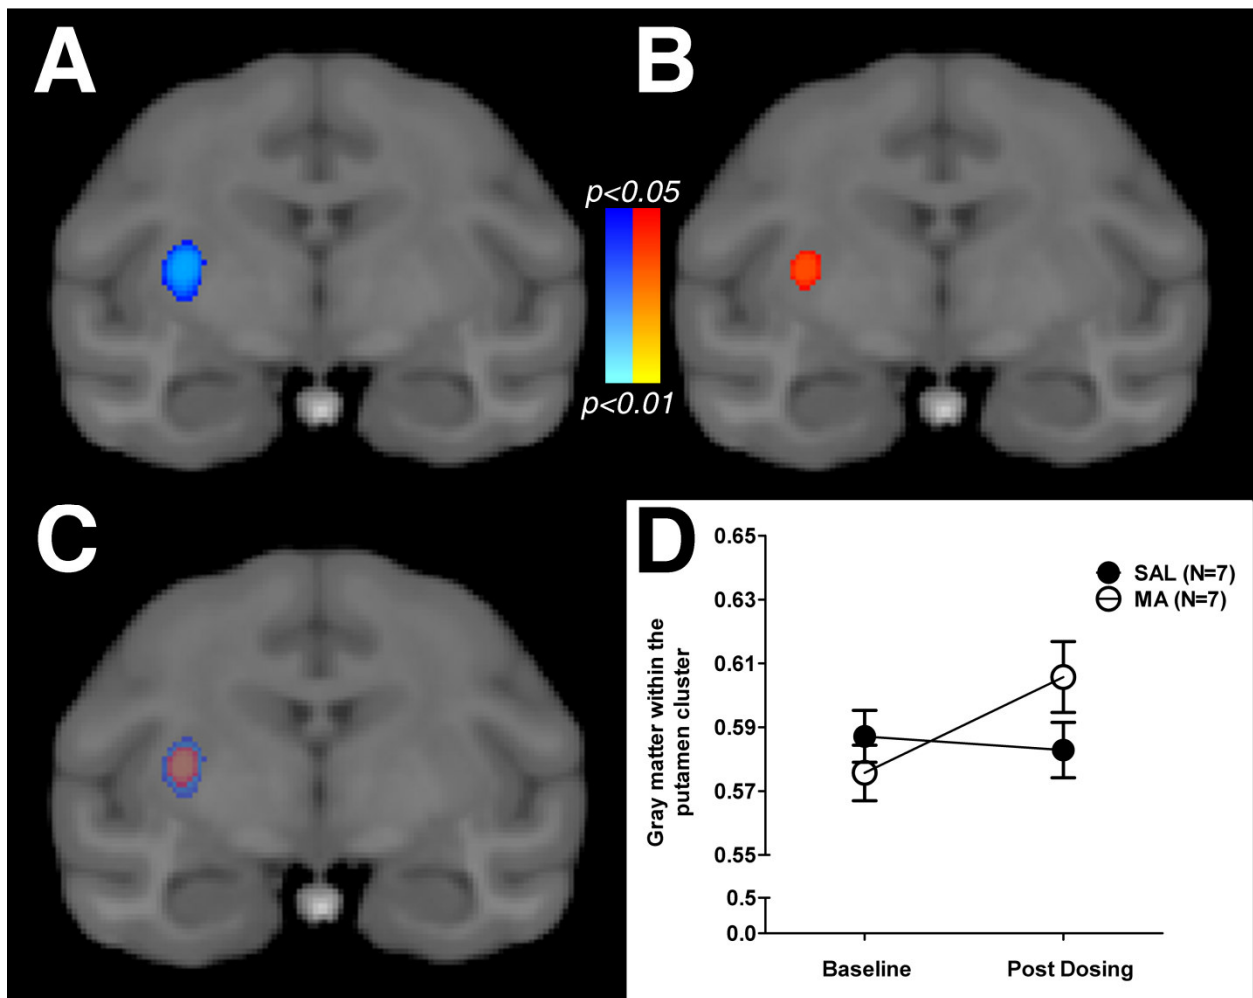 A
B
p<0.05
p<0.01
C
D
0.65
0.63
0.61
0.59
0.57
0.55
0.5
0.0
Gray matter within the
putamen cluster
SAL (N=7)
MA (N=7)
Baseline
Post Dosing